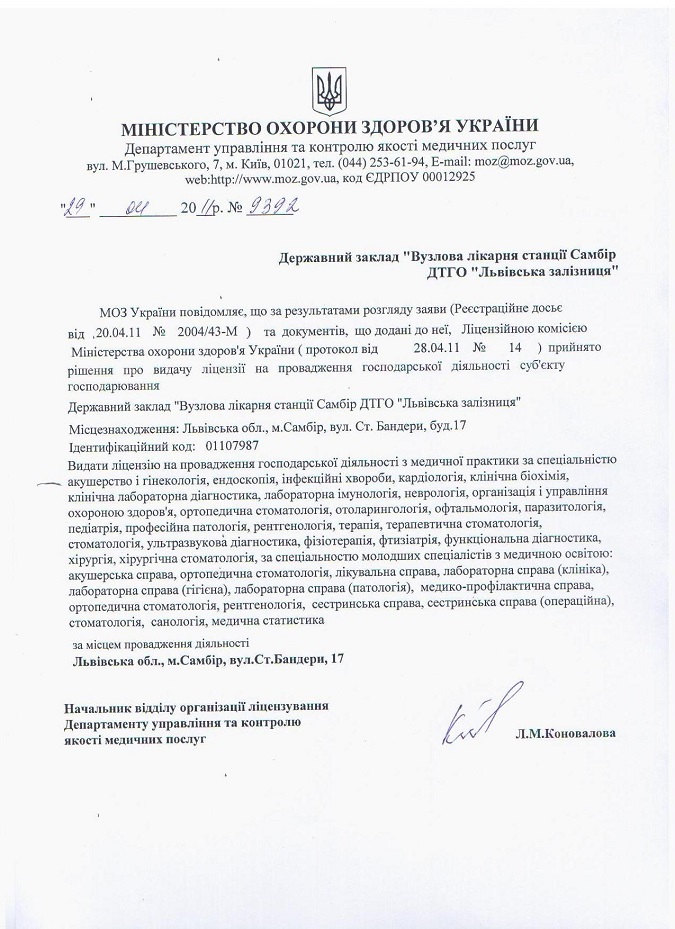 МІНІСТЕРСТВО ОХОРОНИ ЗДОРОВ'Я УКРАЇНИ
Департамент управління та контролю якості медичних послуг
вул. М.Грушевського, 7, м. Київ, 01021, тел. (044) 253-61-94, E-mail: moz@moz.gov.ua,
web:http://www.moz.gov.ua, код ЄДРПОУ 00012925
"29" 04 2011р. № 9392
Державний заклад "Вузлова лікарня станції Самбір
ДТГО "Львівська залізниця"
МОЗ України повідомляє, що за результатами розгляду заяви (Реєстраційне досьє
від ,20.04.11 № 2004/43-М ) та документів, що додані до неї, Ліцензійною комісією
Міністерства охорони здоров'я України ( протокол від 28.04.11 № 14 ) прийнято
рішення про видачу ліцензії на провадження господарської діяльності суб'єкту
господарювання
Державний заклад "Вузлова лікарня станції Самбір ДТГО "Львівська залізниця"
Місцезнаходження: Львівська обл., м.Самбір, вул. Ст. Бандери, буд.17
Ідентифікаційний код: 01107987
Видати ліцензію на провадження господарської діяльності з медичної практики за спеціальністю
акушерство і гінекологія, ендоскопія, інфекційні хвороби, кардіологія, клінічна біохімія,
клінічна лабораторна діагностика, лабораторна імунологія, неврологія, організація і управління
охороною здоров'я, ортопедична стоматологія, отоларингологія, офтальмологія, паразитологія,
педіатрія, професійна патологія, рентгенологія, терапія, терапевтична стоматологія,
стоматологія, ультразвукова діагностика, фізіотерапія, фтизіатрія, функціональна діагностика,
хірургія, хірургічна стоматологія, за спеціальністю молодших спеціалістів з медичною освітою:
акушерська справа, ортопедична стоматологія, лікувальна справа, лабораторна справа (клініка),
лабораторна справа (гігієна), лабораторна справа (патологія), медико-профілактична справа,
ортопедична стоматологія, рентгенологія, сестринська справа, сестринська справа (операційна),
стоматологія, санологія, медична статистика
за місцем провадження діяльності
Львівська обл., м.Самбір, вул.Ст.Бандери, 17
Начальник відділу організації ліцензування
Департаменту управління та контролю
якості медичних послуг
Л.М.Коновалова